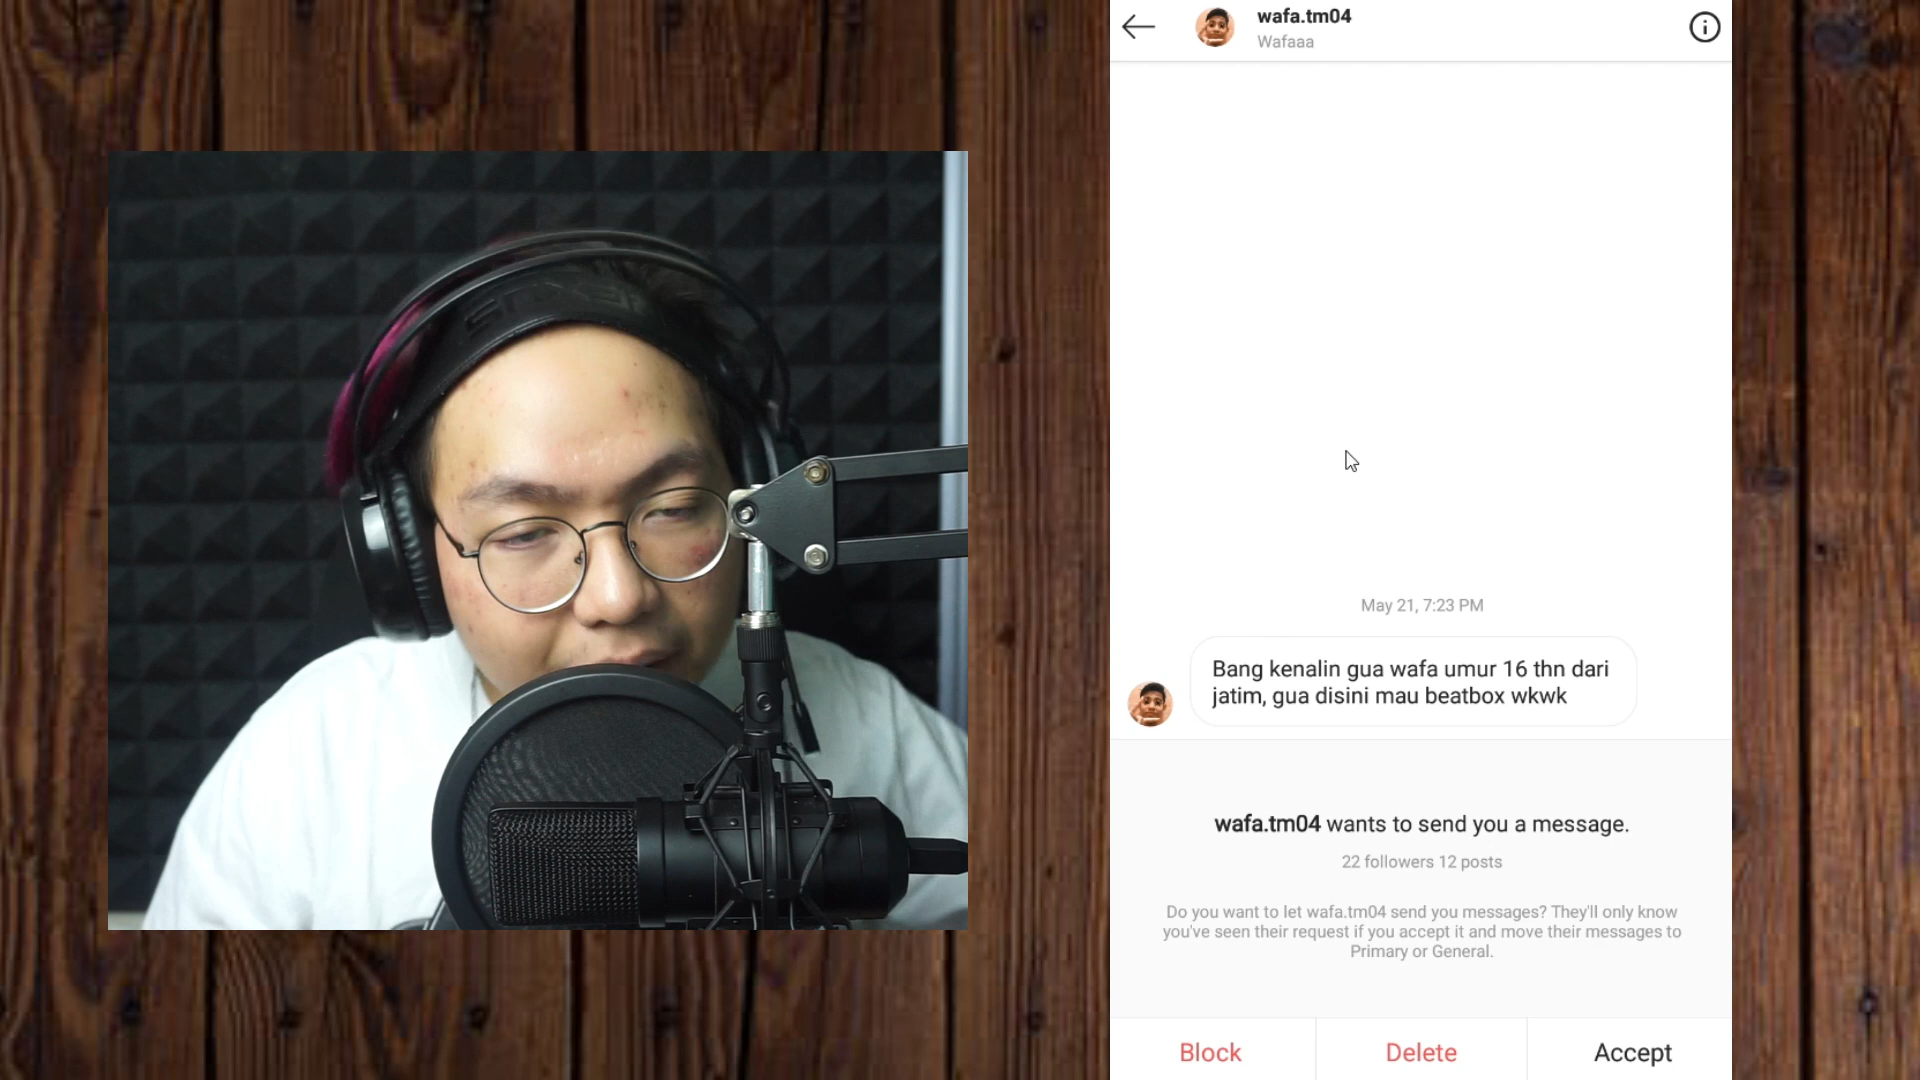 wafa.tm04
Wafaaa
May 21, 7:23 PM
Bang kenalin gua wafa umur 16 thn dari
jatim, gua disini mau beatbox wkwk
wafa.tm04 wants to send you a message.
22 followers 12 posts
Do you want to let wafa.tm04 send you messages? They'll only know
you've seen their request if you accept it and move their messages to
Primary or General.
Block
Delete
Accept